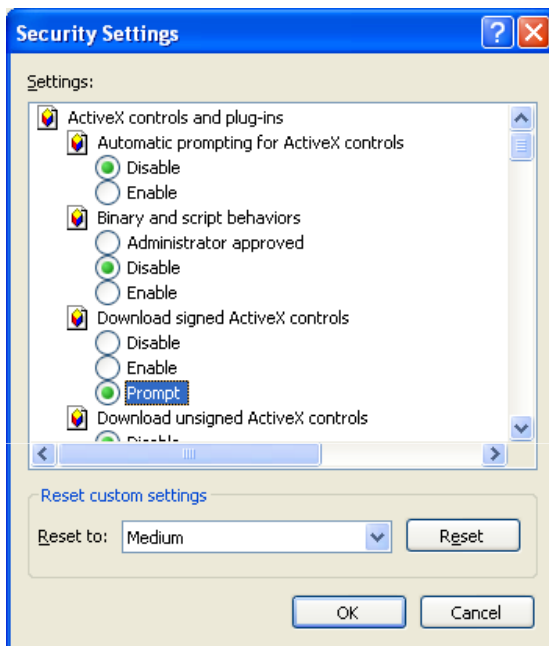 Security Settings
Settings:
ActiveX controls and plug-ins
Automatic prompting for ActiveX controls
Disable
Enable
Binary and script behaviors
Administrator approved
Disable
Enable
Download signed ActiveX controls
Disable
Enable
Prompt
Download unsigned ActiveX controls
Disable
Reset custom settings
Reset to: Medium Reset
OK Cancel